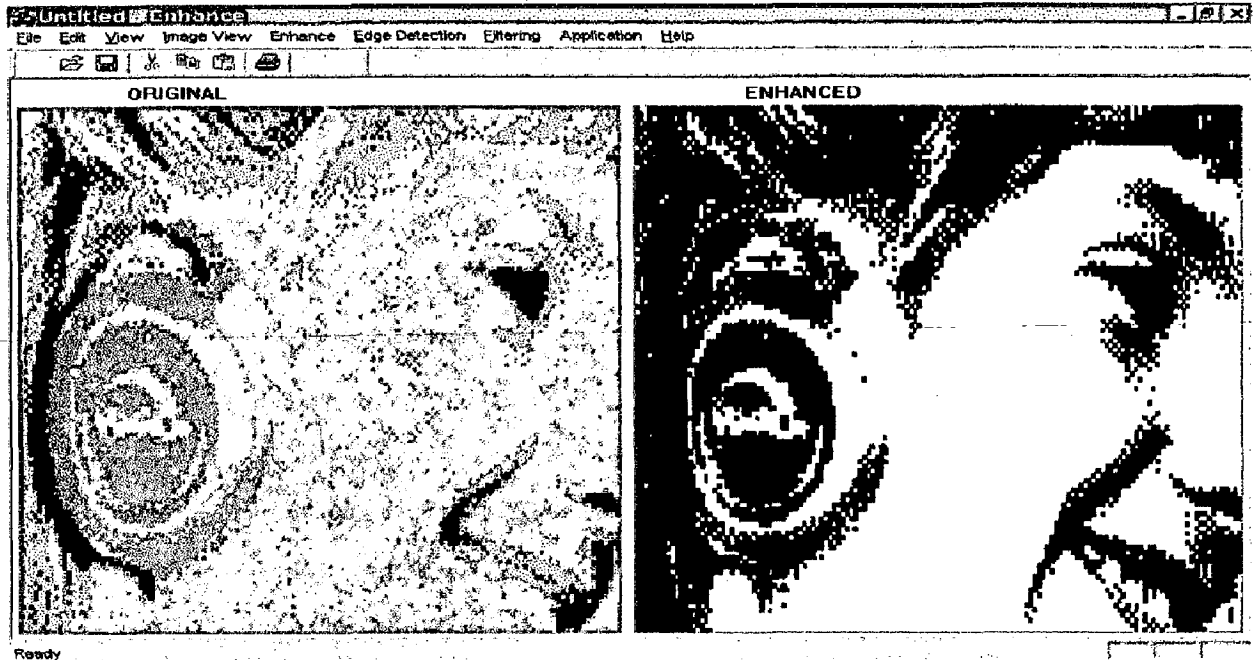 Untitled - Enhance
File Edit View Image View Enhance Edge Detection Filtering Application Help
ORIGINAL ENHANCED
Ready